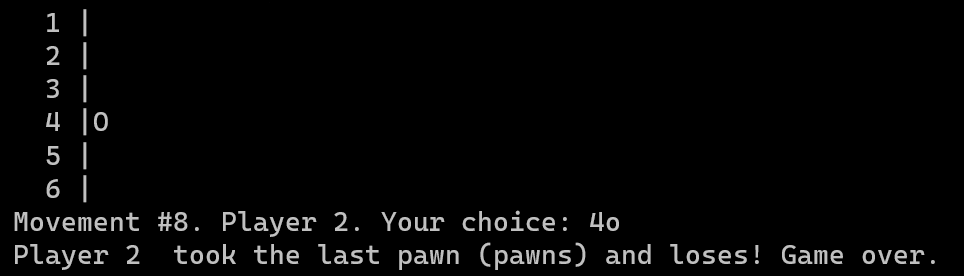 1 |
2 |
3 |
4 |O
5 |
6 |
Movement #8. Player 2. Your choice: 4o
Player 2  took the last pawn (pawns) and loses! Game over.